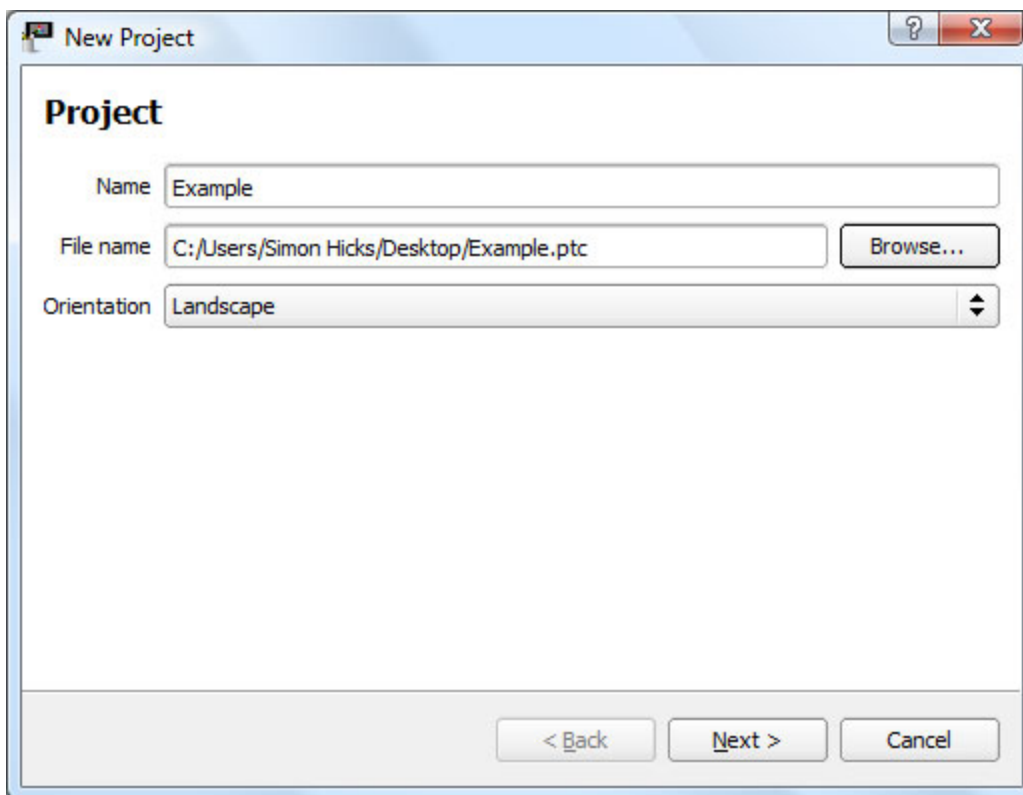 New Project
Project
Name Example
File name C:/Users/Simon Hicks/Desktop/Example.ptc Browse...
Orientation Landscape
< Back Next > Cancel